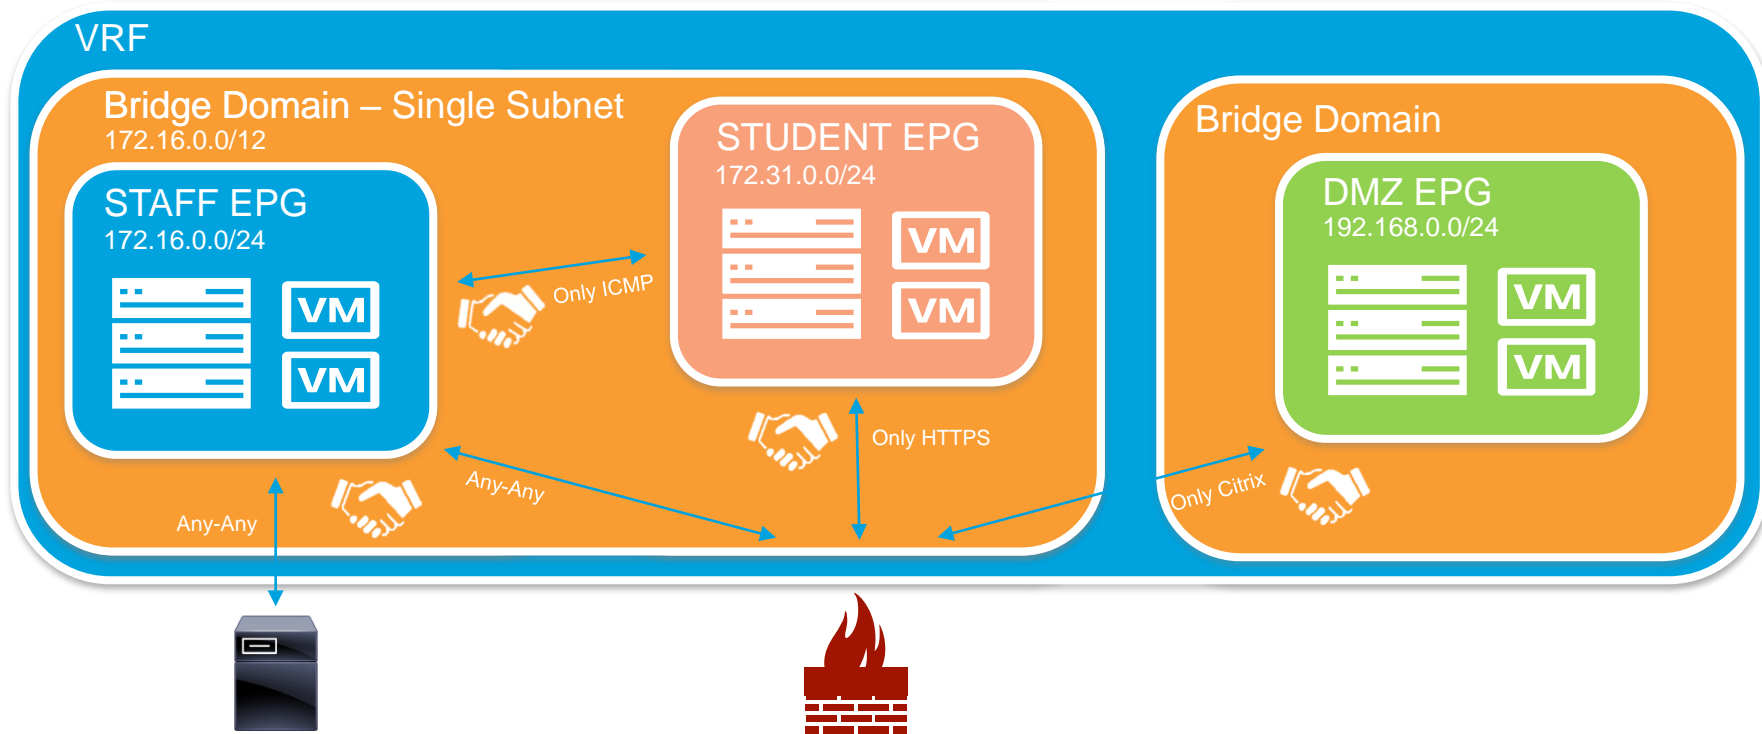 VRF
Bridge Domain – Single Subnet
172.16.0.0/12
STAFF EPG
172.16.0.0/24
VM
VM
Only ICMP
STUDENT EPG
172.31.0.0/24
VM
VM
Only HTTPS
Any-Any
Any-Any
Bridge Domain
DMZ EPG
192.168.0.0/24
VM
VM
Only Citrix